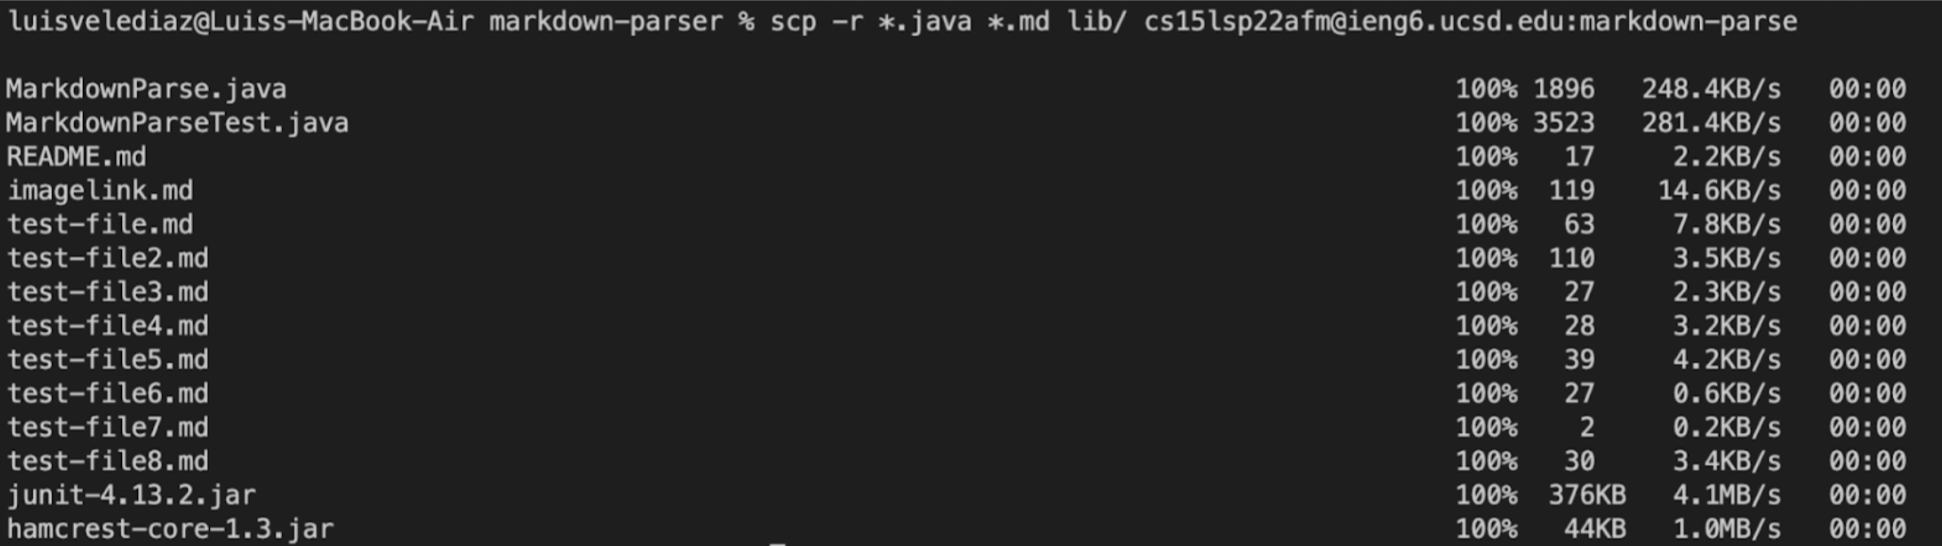 luisvelediaz@Luiss-MacBook-Air markdown-parser % scp -r *.java *.md lib/ cs15lsp22afm@ieng6.ucsd.edu:markdown-parse
MarkdownParse.java 100% 1896 248.4KB/s 00:00
MarkdownParseTest.java 100% 3523 281.4KB/s 00:00
README.md 100% 17 2.2KB/s 00:00
imagelink.md 100% 119 14.6KB/s 00:00
test-file.md 100% 63 7.8KB/s 00:00
test-file2.md 100% 110 3.5KB/s 00:00
test-file3.md 100% 27 2.3KB/s 00:00
test-file4.md 100% 28 3.2KB/s 00:00
test-file5.md 100% 39 4.2KB/s 00:00
test-file6.md 100% 27 0.6KB/s 00:00
test-file7.md 100% 2 0.2KB/s 00:00
test-file8.md 100% 30 3.4KB/s 00:00
junit-4.13.2.jar 100% 376KB 4.1MB/s 00:00
hamcrest-core-1.3.jar 100% 44KB 1.0MB/s 00:00